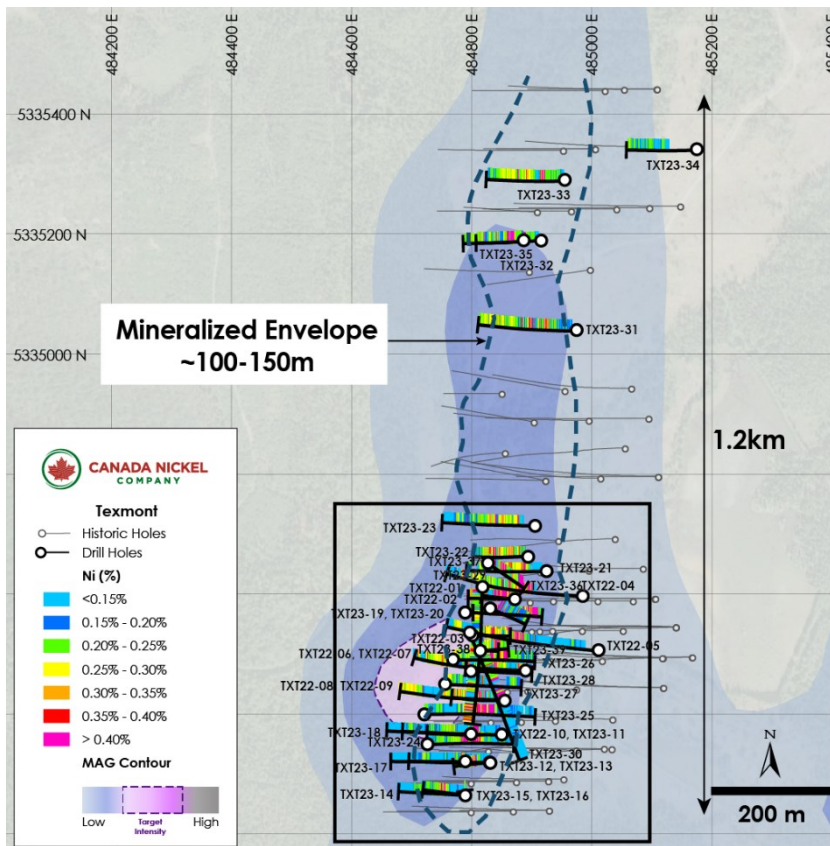 484200 E
484400 E
484600 E
484800 E
485000 E
485200 E
5335400 N
TXT23-34
TXT23-33
5335200 N
TXT23-35
TXT23-32
Mineralized Envelope
~100-150m
TXT23-31
5335000 N
1.2km
CANADA NICKEL
COMPANY
Texmont
Historic Holes
Drill Holes
Ni (%)
<0.15%
0.15% - 0.20%
0.20% - 0.25%
0.25% - 0.30%
0.30% - 0.35%
0.35% - 0.40%
> 0.40%
MAG Contour
Low
Target
Intensity
High
TXT23-23
TXT23-22
TXT23-21
TXT22-01
TXT23-36
TXT22-04
TXT22-02
TXT23-19, TXT23-20
TXT22-03
TXT22-05
TXT23-38
TXT23-39
TXT22-06, TXT22-07
TXT23-26
TXT23-28
TXT22-08, TXT22-09
TXT23-27
TXT23-25
TXT23-18
TXT22-10, TXT23-11
TXT23-24
TXT23-30
TXT23-17
TXT23-12, TXT23-13
TXT23-14
TXT23-15, TXT23-16
N
200 m